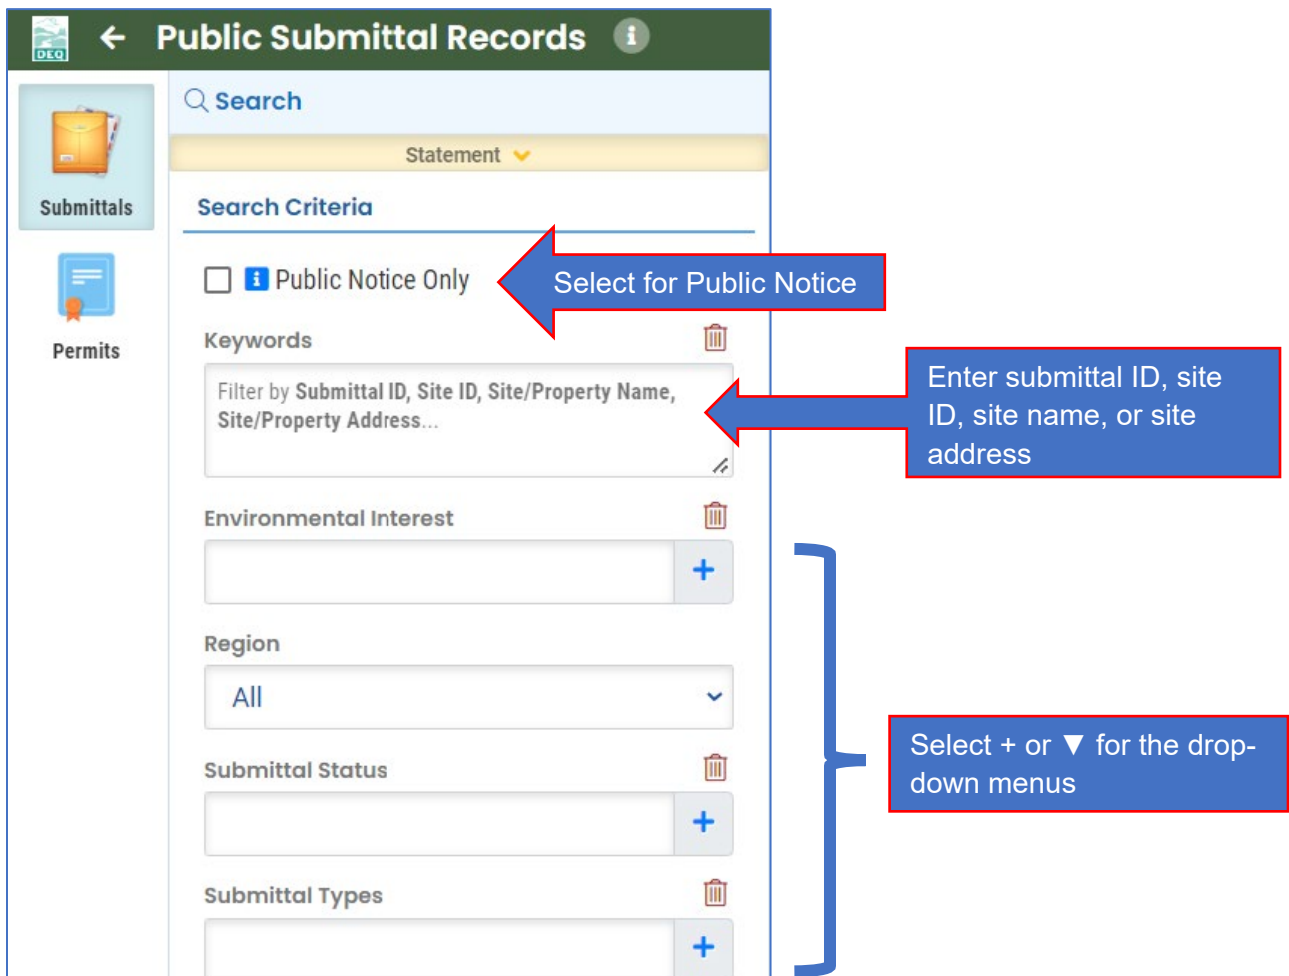 DEQ
Public Submittal Records
Search
Statement
Submittals
Search Criteria
Public Notice Only
Select for Public Notice
Permits
Keywords
Filter by Submittal ID, Site ID, Site/Property Name,
Site/Property Address...
Enter submittal ID, site
ID, site name, or site
address
Environmental Interest
+
Region
All
Select + or ▼ for the drop-
down menus
Submittal Status
+
Submittal Types
+